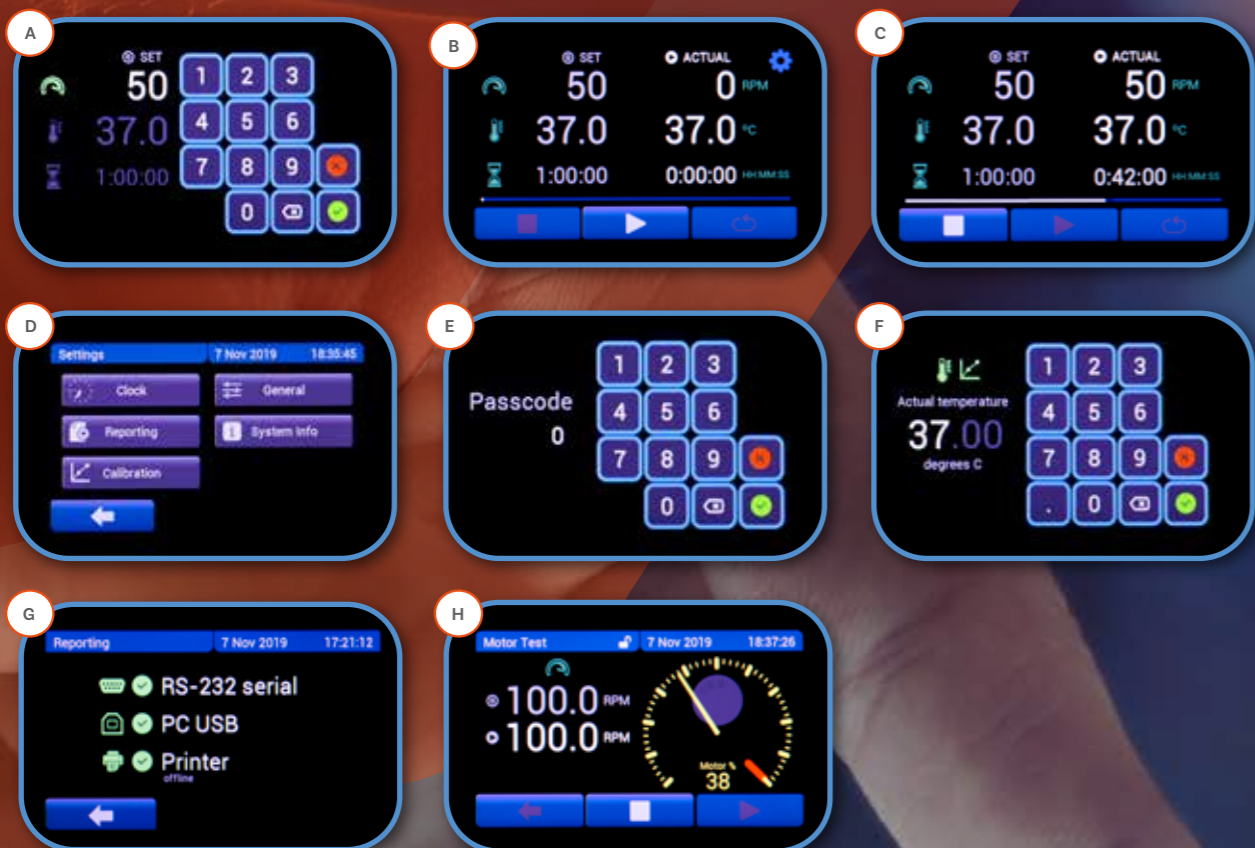 A
SET
50
37.0
1:00:00
1 2 3
4 5 6
7 8 9
0
B
SET ACTUAL
50 0 RPM
37.0 37.0 °C
1:00:00 0:00:00 HH:MM:SS
C
SET ACTUAL
50 50 RPM
37.0 37.0 °C
1:00:00 0:42:00 HH:MM:SS
D
Settings 7 Nov 2019 18:35:45
Clock General
Reporting System Info
Calibration
E
Passcode
0
1 2 3
4 5 6
7 8 9
0
F
Actual temperature
37.00
degrees C
1 2 3
4 5 6
7 8 9
. 0
G
Reporting 7 Nov 2019 17:21:12
RS-232 serial
PC USB
Printer
offline
H
Motor Test 7 Nov 2019 18:37:26
100.0 RPM
100.0 RPM
Motor %
38